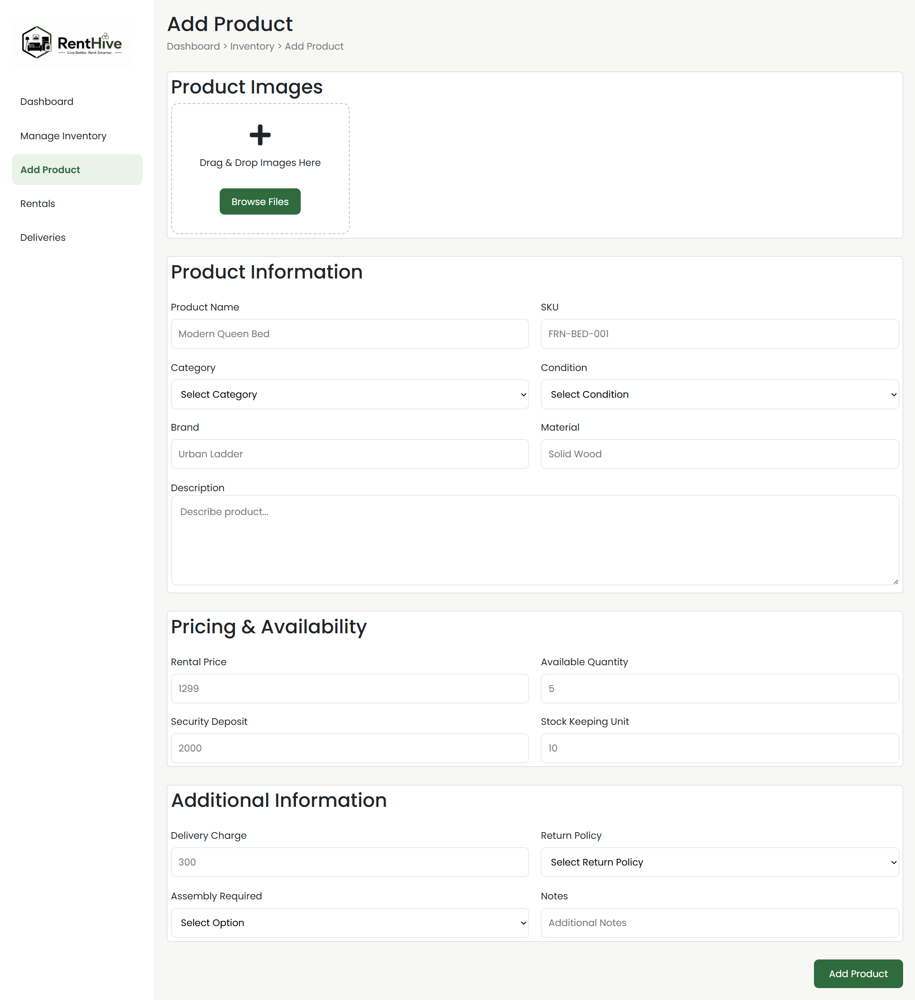 RentHive
Live Better. Rent Smarter.
Dashboard
Manage Inventory
Add Product
Rentals
Deliveries
Add Product
Dashboard > Inventory > Add Product
Product Images
Drag & Drop Images Here
Browse Files
Product Information
Product Name
SKU
Modern Queen Bed
FRN-BED-001
Category
Condition
Select Category
Select Condition
Brand
Material
Urban Ladder
Solid Wood
Description
Describe product...
Pricing & Availability
Rental Price
Available Quantity
1299
5
Security Deposit
Stock Keeping Unit
2000
10
Additional Information
Delivery Charge
Return Policy
300
Select Return Policy
Assembly Required
Notes
Select Option
Additional Notes
Add Product